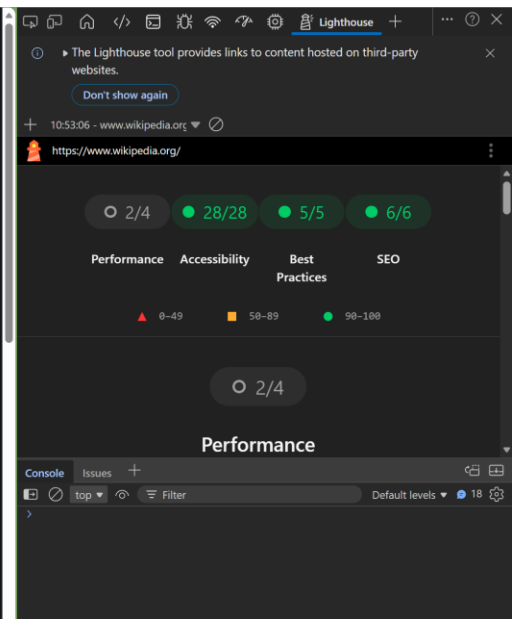 Lighthouse
The Lighthouse tool provides links to content hosted on third-party
websites.
Don't show again
10:53:06 - www.wikipedia.org
https://www.wikipedia.org/
2/4 28/28 5/5 6/6
Performance Accessibility Best Practices SEO
0–49 50–89 90–100
2/4
Performance
Console Issues
top Filter Default levels 18